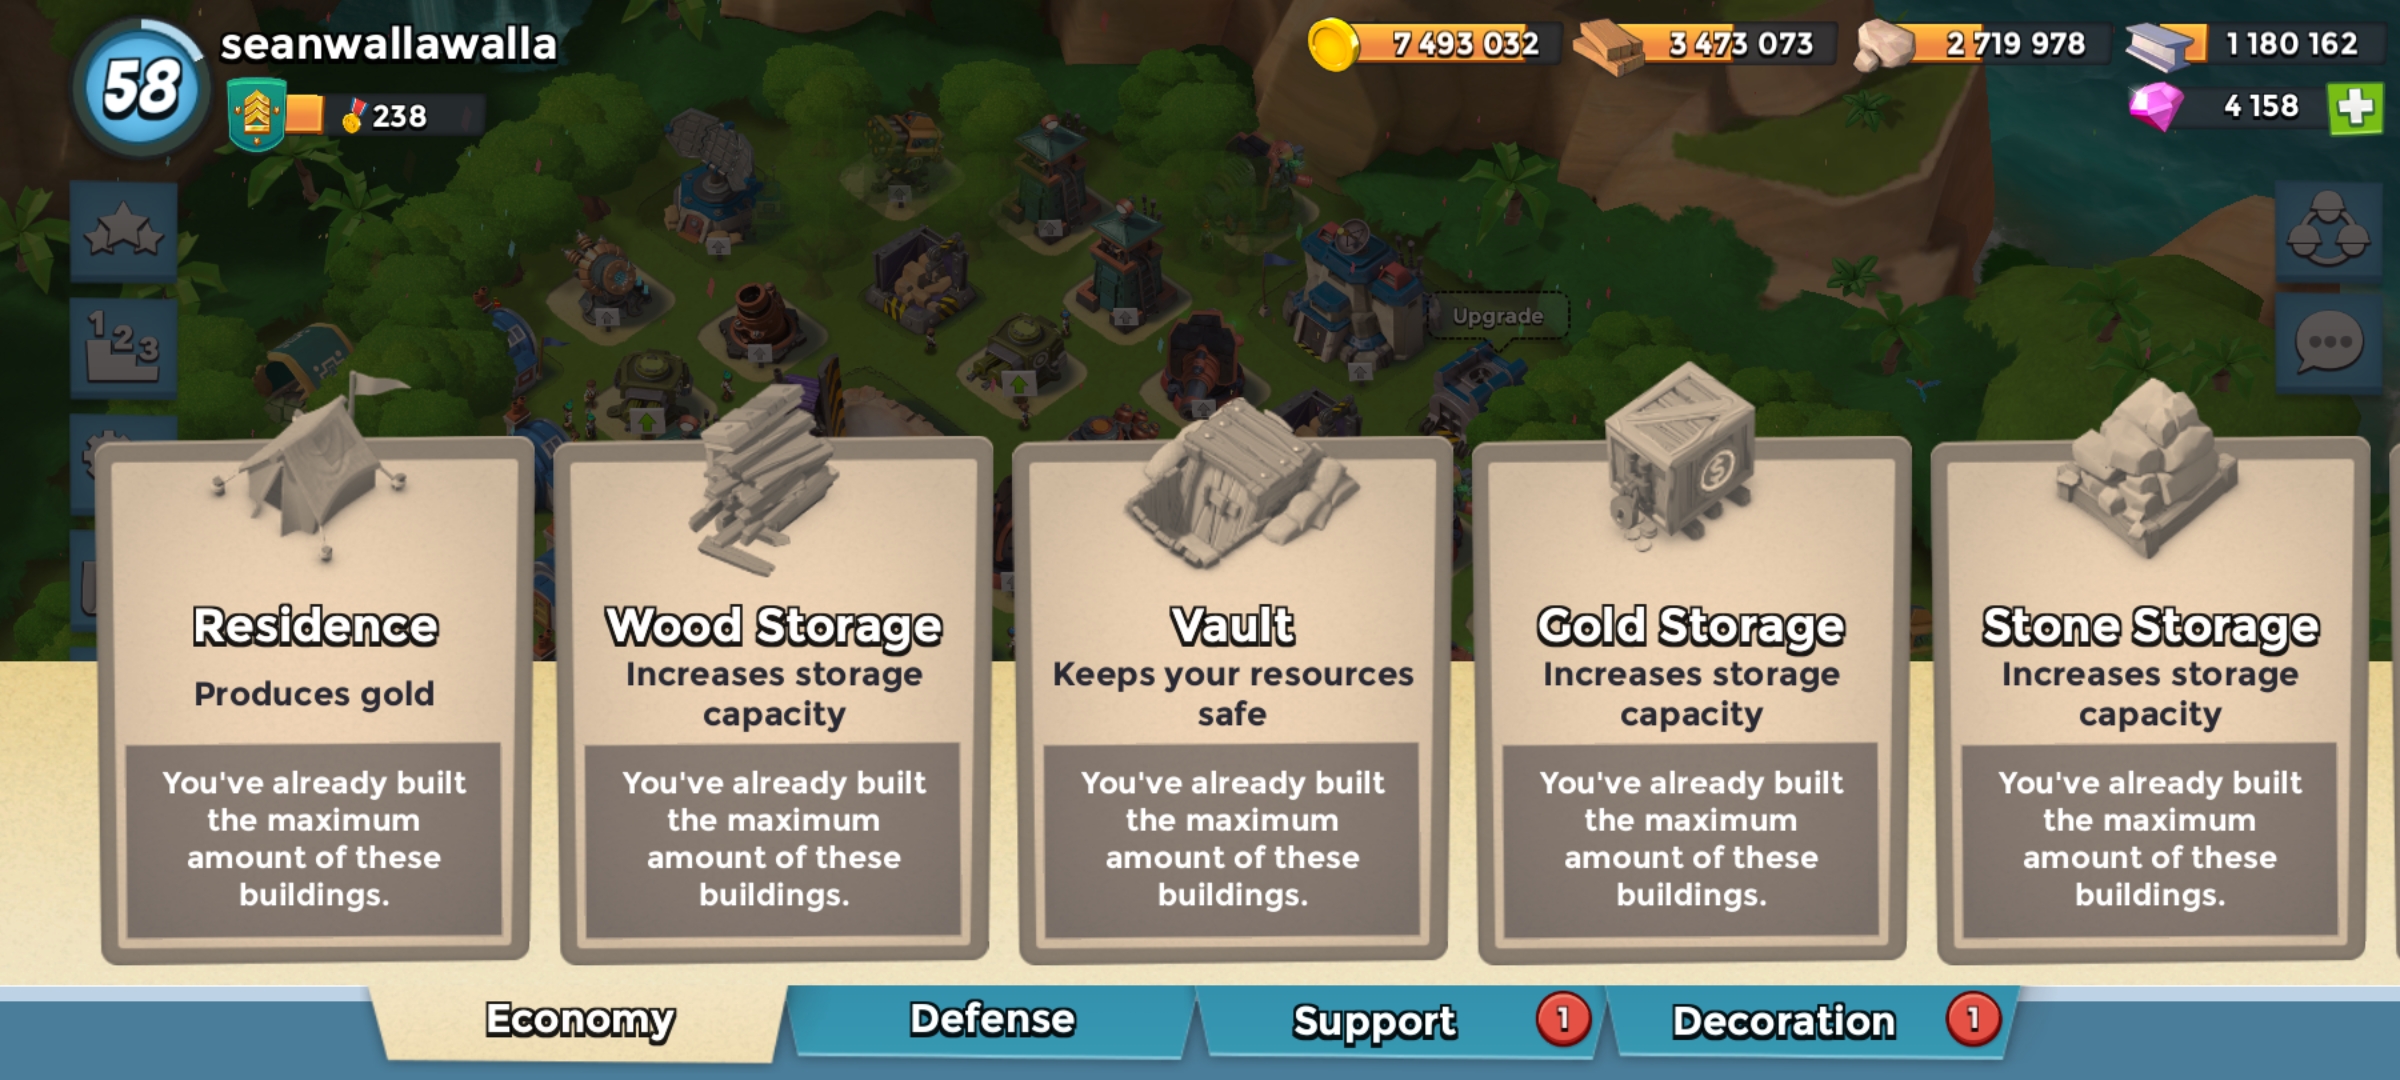 58
seanwallawalla
238
7 493 032
3 473 073
2 719 978
1 180 162
4 158
1 2 3
Upgrade
Residence
Produces gold
You've already built
the maximum
amount of these
buildings.
Wood Storage
Increases storage
capacity
You've already built
the maximum
amount of these
buildings.
Vault
Keeps your resources
safe
You've already built
the maximum
amount of these
buildings.
Gold Storage
Increases storage
capacity
You've already built
the maximum
amount of these
buildings.
Stone Storage
Increases storage
capacity
You've already built
the maximum
amount of these
buildings.
Economy
Defense
Support
1
Decoration
1